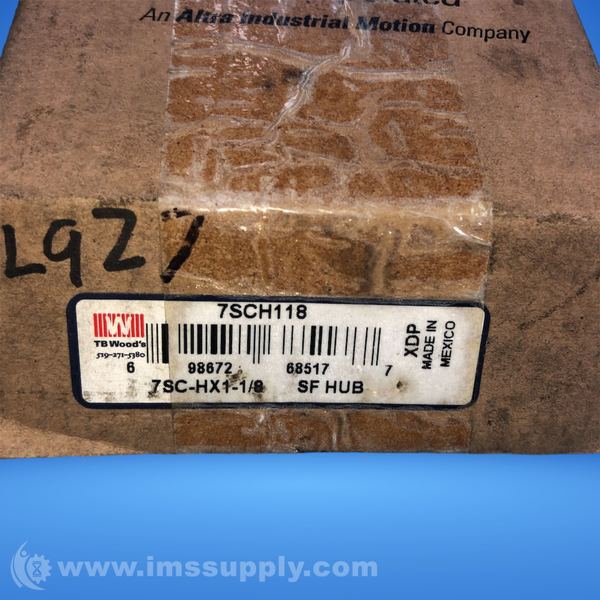 An Altra Industrial Motion Company
L927
7SCH118
TB Wood's
519-271-5380
6 98672 68517 7
XDP
MADE IN
MEXICO
7SC-HX1-1/8 SF HUB
www.imssupply.com